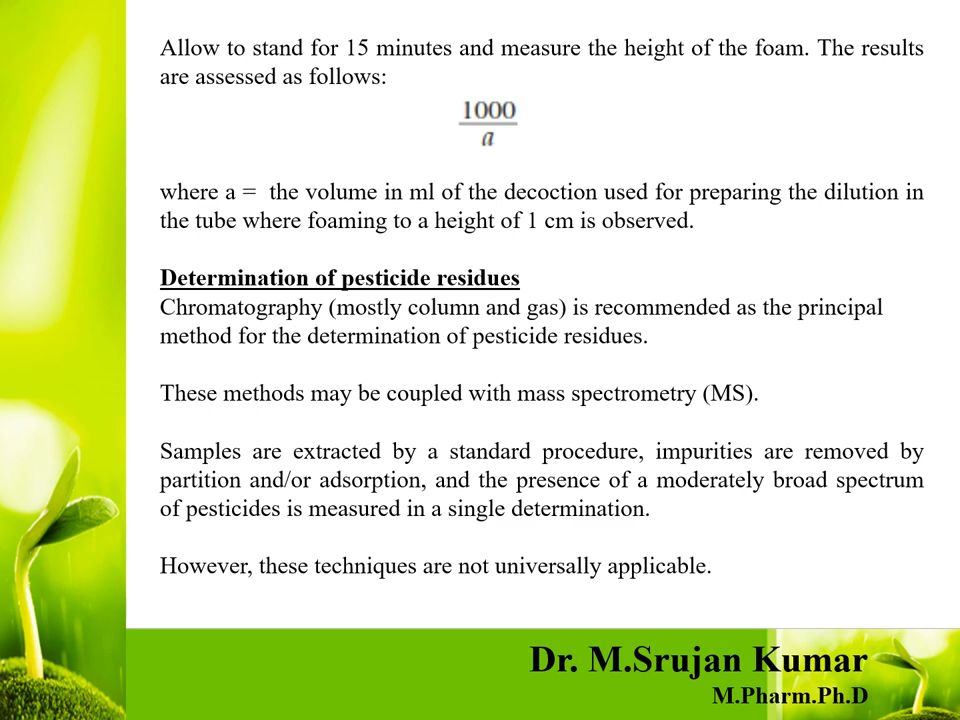 Allow to stand for 15 minutes and measure the height of the foam. The results
are assessed as follows:
1000
a
where a = the volume in ml of the decoction used for preparing the dilution in
the tube where foaming to a height of 1 cm is observed.
Determination of pesticide residues
Chromatography (mostly column and gas) is recommended as the principal
method for the determination of pesticide residues.
These methods may be coupled with mass spectrometry (MS).
Samples are extracted by a standard procedure, impurities are removed by
partition and/or adsorption, and the presence of a moderately broad spectrum
of pesticides is measured in a single determination.
However, these techniques are not universally applicable.
Dr. M.Srujan Kumar
M.Pharm.Ph.D